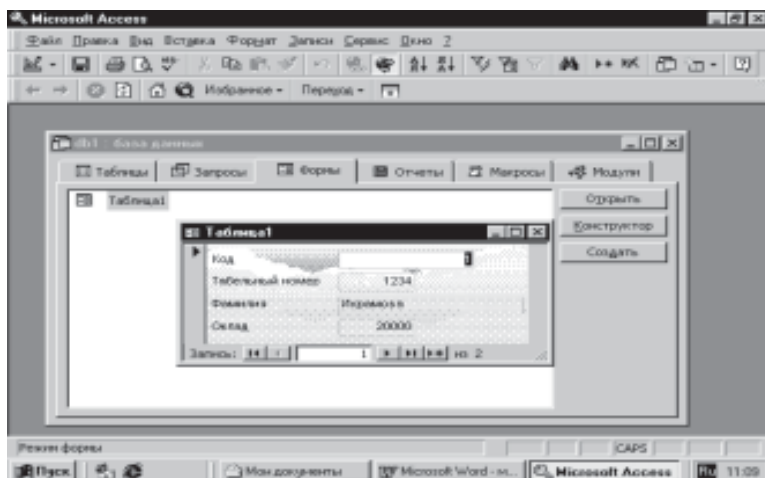 Microsoft Access
Файл Правка Вид Вставка Формат Записи Сервис Окно ?
Избранное Переход
db1 : база данных
Таблицы Запросы Формы Отчеты Макросы Модули
Таблица1
Открыть
Конструктор
Создать
Таблица1
Код 1
Табельный номер 1234
Фамилия
Оклад 20000
Запись: 1 из 2
Режим формы CAPS
Пуск Мои документы Microsoft Word - м... Microsoft Access Ru 11:09